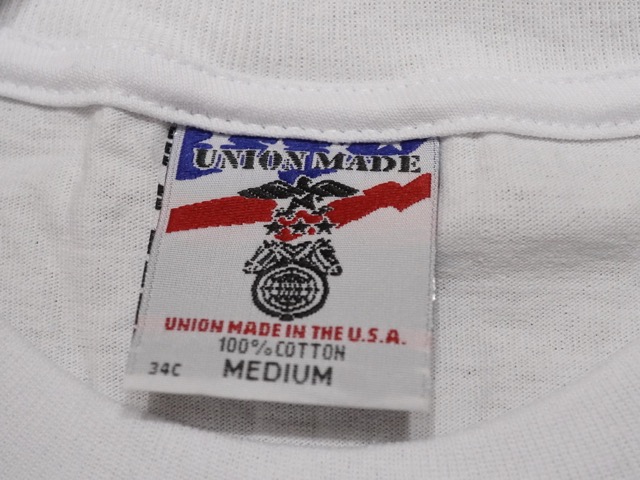 UNION MADE
UNION MADE IN THE U.S.A.
100% COTTON
34C MEDIUM